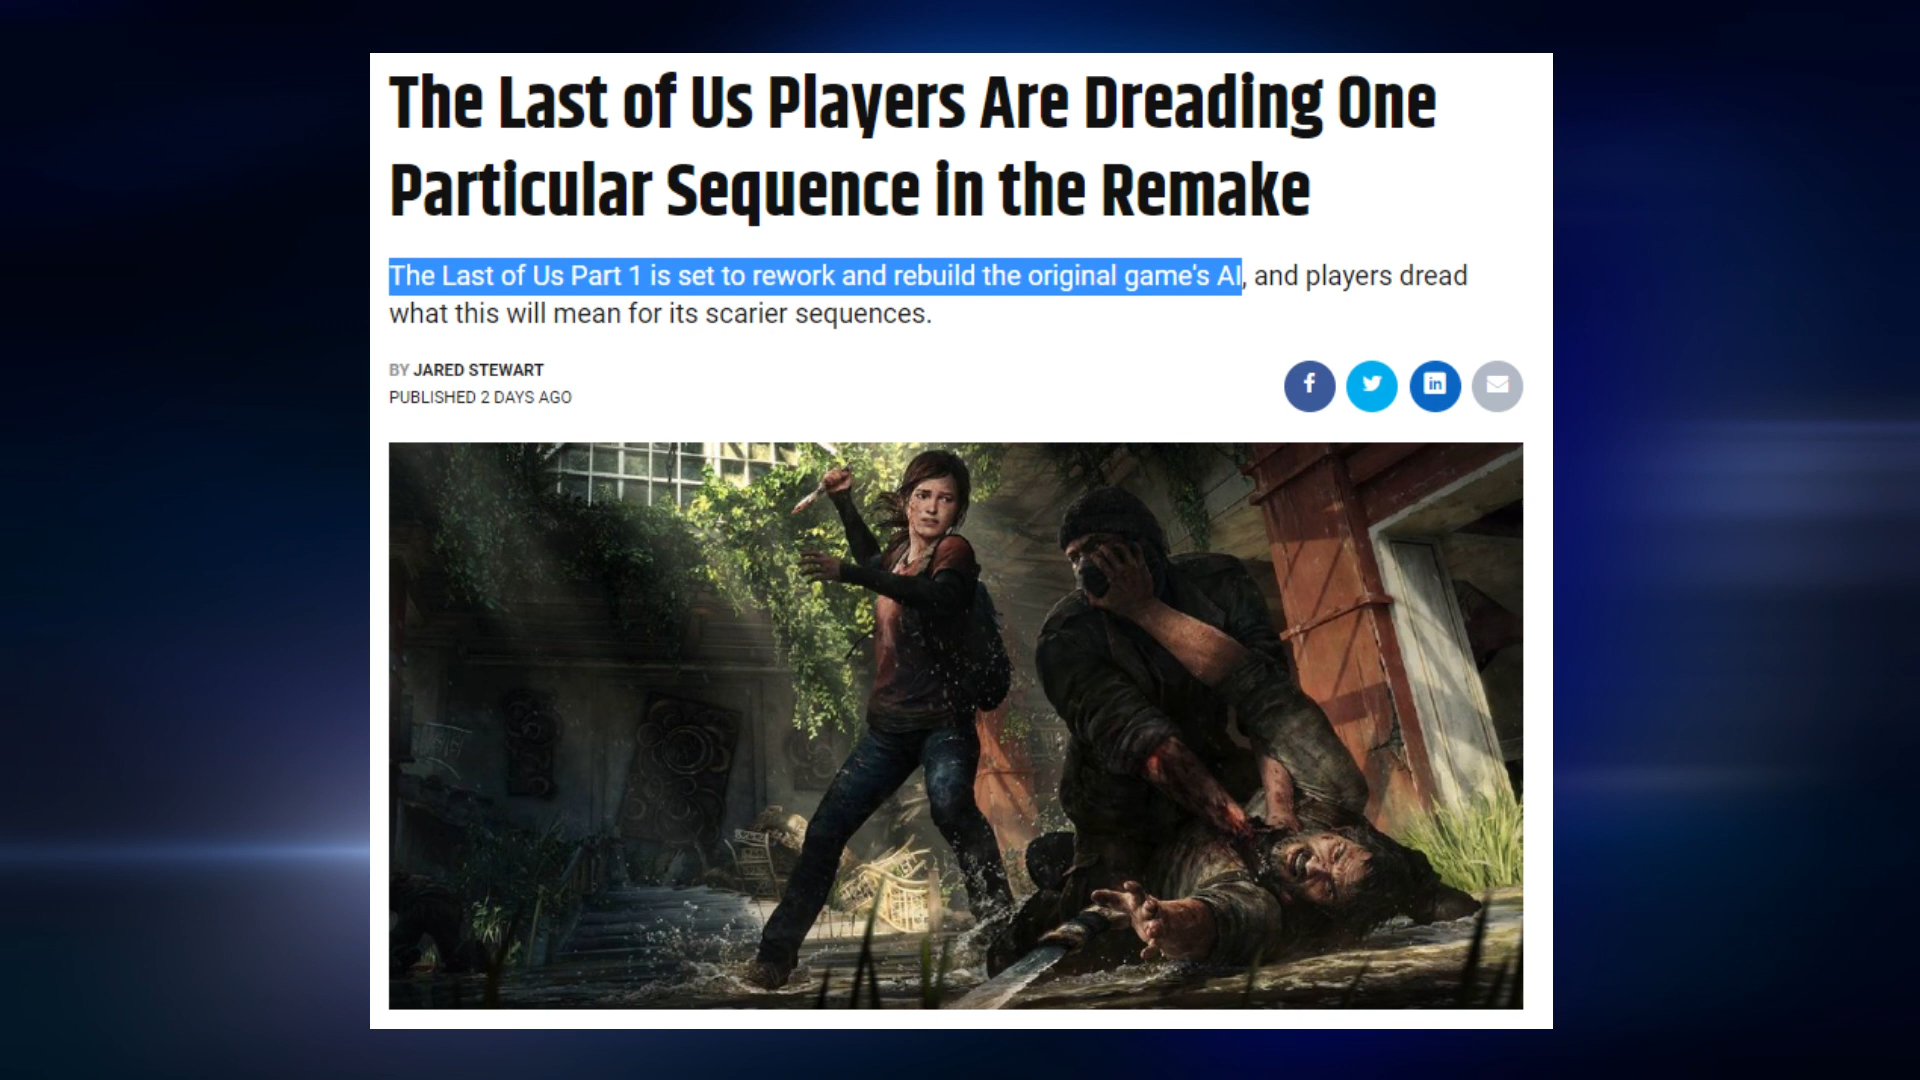 The Last of Us Players Are Dreading One
Particular Sequence in the Remake
The Last of Us Part 1 is set to rework and rebuild the original game's AI, and players dread
what this will mean for its scarier sequences.
BY JARED STEWART
PUBLISHED 2 DAYS AGO
f
in